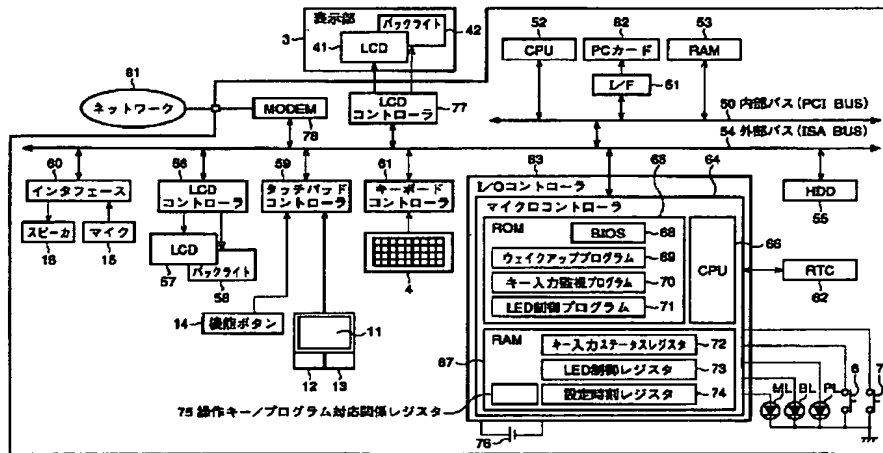 表示部
バックライト
3
41
LCD
42
52
CPU
82
PCカード
53
RAM
I/F
51
81
ネットワーク
MODEM
78
LCD
コントローラ
77
50 内部バス(PCI BUS)
54 外部バス(ISA BUS)
60
インタフェース
スピーカ
マイク
16
15
56
LCD
コントローラ
LCD
57
バックライト
58
59
タッチパッド
コントローラ
61
キーボード
コントローラ
4
14
機能ボタン
11
12
13
63
I/Oコントローラ
65
64
マイクロコントローラ
ROM
BIOS
68
ウェイクアッププログラム
69
キー入力監視プログラム
70
LED制御プログラム
71
CPU
66
HDD
55
RTC
62
67
RAM
キー入力ステータスレジスタ
72
LED制御レジスタ
73
設定時刻レジスタ
74
75 操作キー/プログラム対応関係レジスタ
76
ML
BL
PL
6
7